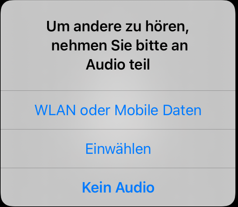 Um andere zu hören,
nehmen Sie bitte an
Audio teil
WLAN oder Mobile Daten
Einwählen
Kein Audio